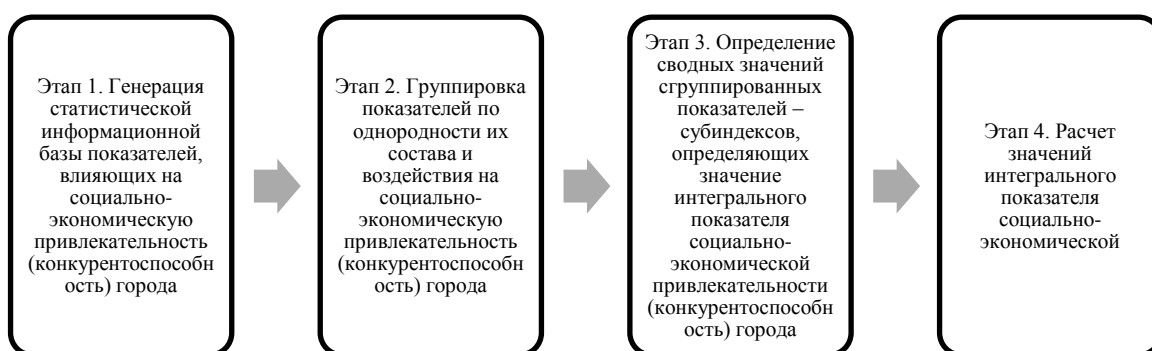 Этап 1. Генерация
статистической
информационной
базы показателей,
влияющих на
социально-
экономическую
привлекательность
(конкурентоспособн
ость) города
Этап 2. Группировка
показателей по
однородности их
состава и
воздействия на
социально-
экономическую
привлекательность
(конкурентоспособн
ость) города
Этап 3. Определение
сводных значений
сгруппированных
показателей –
субиндексов,
определяющих
значение
интегрального
показателя
социально-
экономической
привлекательности
(конкурентоспособн
ость) города
Этап 4. Расчет
значений
интегрального
показателя
социально-
экономической